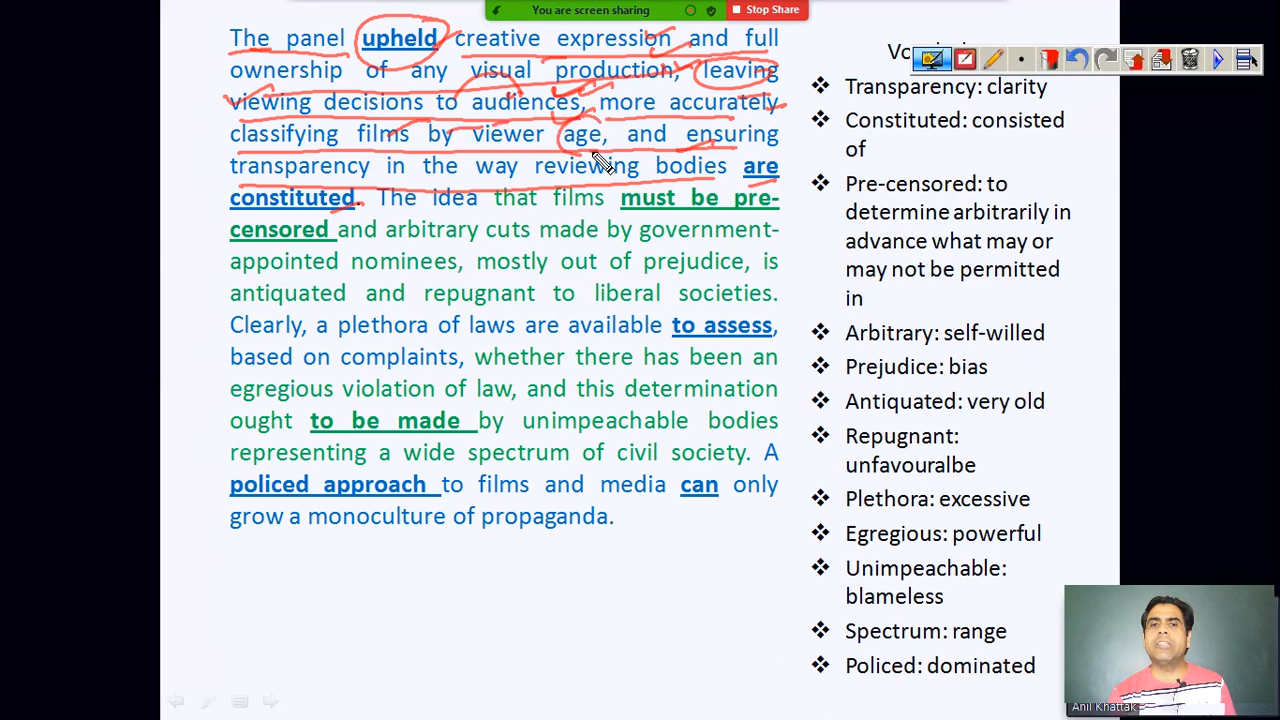 You are screen sharing
Stop Share
The panel upheld creative expression and full
ownership of any visual production, leaving
viewing decisions to audiences, more accurately
classifying films by viewer age, and ensuring
transparency in the way reviewing bodies are
constituted. The idea that films must be pre-
censored and arbitrary cuts made by government-
appointed nominees, mostly out of prejudice, is
antiquated and repugnant to liberal societies.
Clearly, a plethora of laws are available to assess,
based on complaints, whether there has been an
egregious violation of law, and this determination
ought to be made by unimpeachable bodies
representing a wide spectrum of civil society. A
policed approach to films and media can only
grow a monoculture of propaganda.
Transparency: clarity
Constituted: consisted
of
Pre-censored: to
determine arbitrarily in
advance what may or
may not be permitted
in
Arbitrary: self-willed
Prejudice: bias
Antiquated: very old
Repugnant:
unfavouralbe
Plethora: excessive
Egregious: powerful
Unimpeachable:
blameless
Spectrum: range
Policed: dominated
Anil Khattak